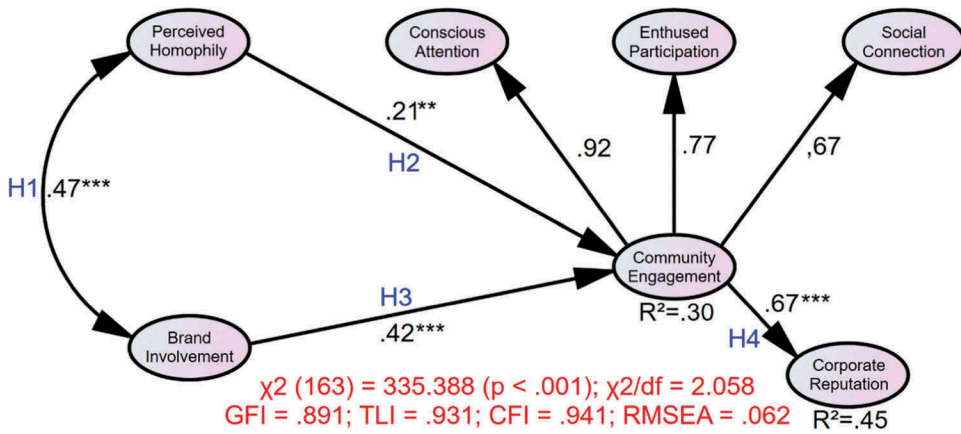 Perceived
Homophily
Conscious
Attention
Enthused
Participation
Social
Connection
.21**
H2
.92
.77
,67
H1
.47***
Community
Engagement
R²=.30
H3
.42***
.67***
H4
Brand
Involvement
Corporate
Reputation
R²=.45
χ2 (163) = 335.388 (p < .001); χ2/df = 2.058
GFI = .891; TLI = .931; CFI = .941; RMSEA = .062